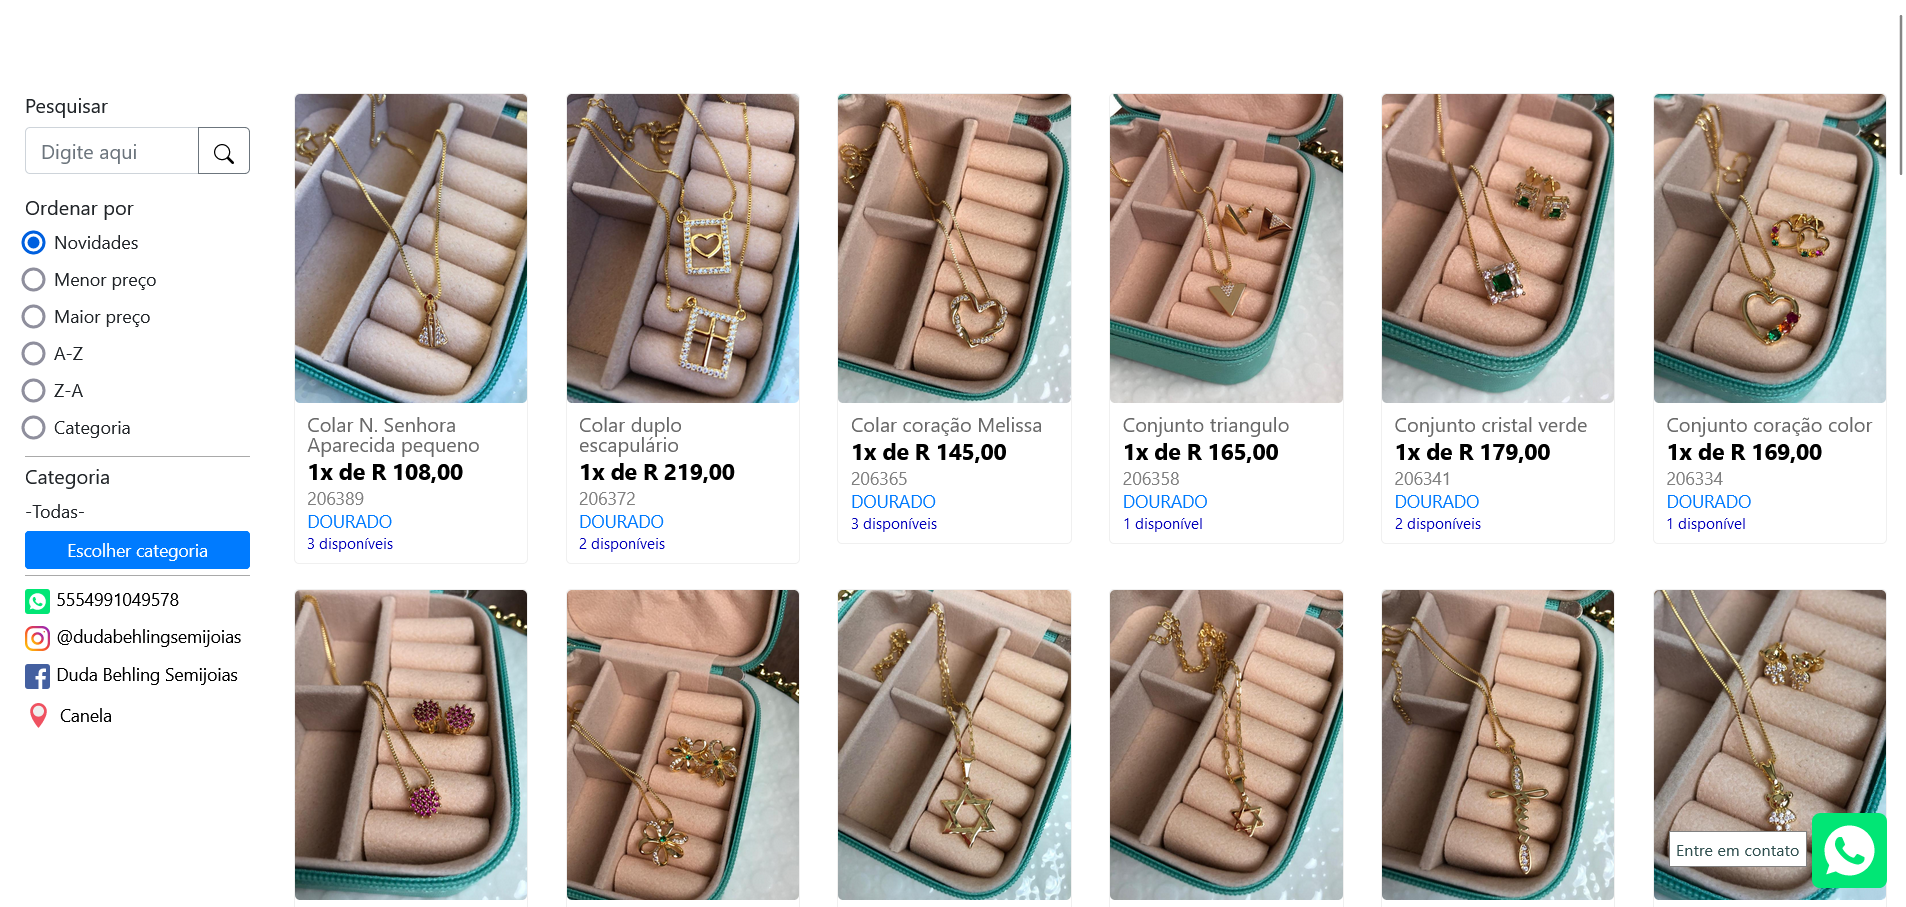 Pesquisar
Digite aqui
Ordenar por
Novidades
Menor preço
Maior preço
A-Z
Z-A
Categoria
Categoria
-Todas-
Escolher categoria
5554991049578
@dudabehlingsemijoias
Duda Behling Semijoias
Canela
Colar N. Senhora
Aparecida pequeno
1x de R 108,00
206389
DOURADO
3 disponíveis
Colar duplo
escapulário
1x de R 219,00
206372
DOURADO
2 disponíveis
Colar coração Melissa
1x de R 145,00
206365
DOURADO
3 disponíveis
Conjunto triangulo
1x de R 165,00
206358
DOURADO
1 disponível
Conjunto cristal verde
1x de R 179,00
206341
DOURADO
2 disponíveis
Conjunto coração color
1x de R 169,00
206334
DOURADO
1 disponível
Entre em contato